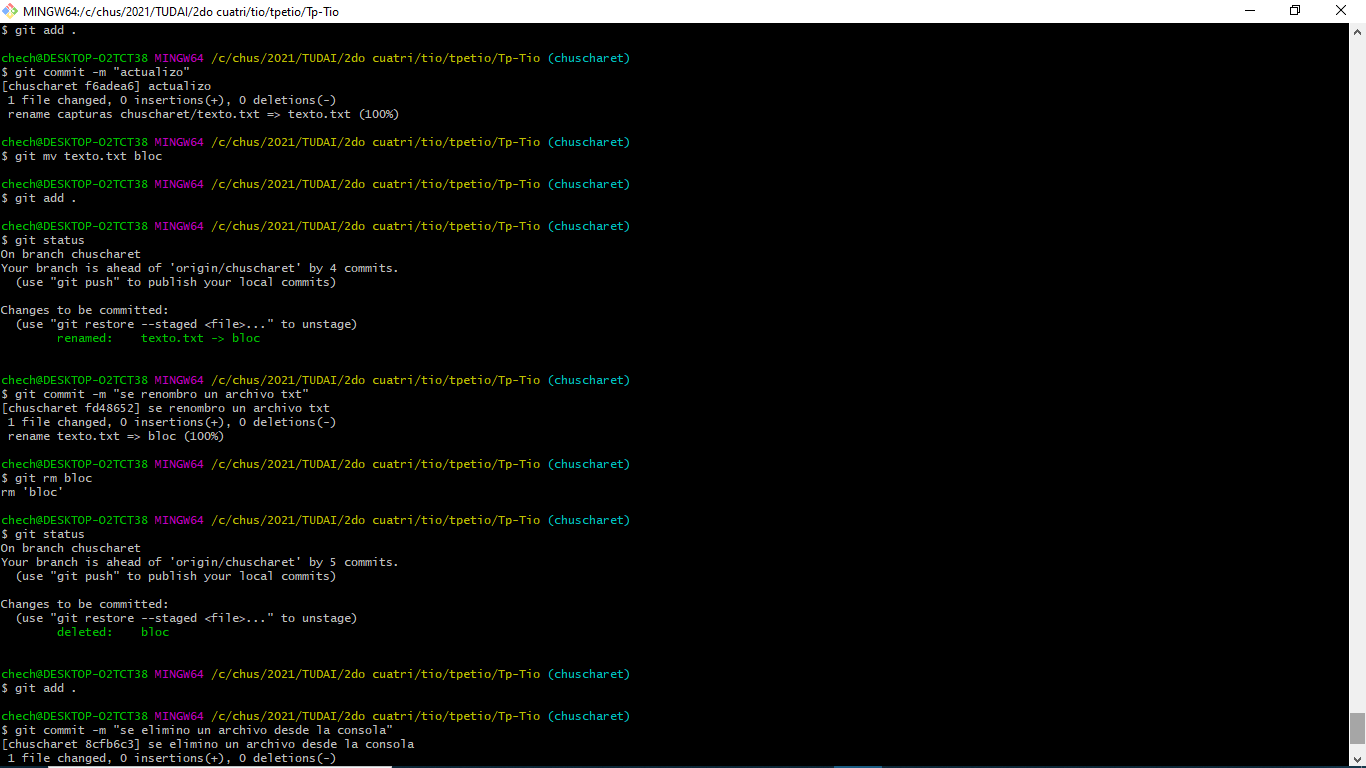 MINGW64:/c/chus/2021/TUDAI/2do cuatri/tio/tpetio/Tp-Tio
$ git add .
chech@DESKTOP-O2TCT38 MINGW64 /c/chus/2021/TUDAI/2do cuatri/tio/tpetio/Tp-Tio (chuscharet)
$ git commit -m "actualizo"
[chuscharet f6adea6] actualizo
 1 file changed, 0 insertions(+), 0 deletions(-)
 rename capturas chuscharet/texto.txt => texto.txt (100%)
chech@DESKTOP-O2TCT38 MINGW64 /c/chus/2021/TUDAI/2do cuatri/tio/tpetio/Tp-Tio (chuscharet)
$ git mv texto.txt bloc
chech@DESKTOP-O2TCT38 MINGW64 /c/chus/2021/TUDAI/2do cuatri/tio/tpetio/Tp-Tio (chuscharet)
$ git add .
chech@DESKTOP-O2TCT38 MINGW64 /c/chus/2021/TUDAI/2do cuatri/tio/tpetio/Tp-Tio (chuscharet)
$ git status
On branch chuscharet
Your branch is ahead of 'origin/chuscharet' by 4 commits.
  (use "git push" to publish your local commits)
Changes to be committed:
  (use "git restore --staged <file>..." to unstage)
        renamed:    texto.txt -> bloc
chech@DESKTOP-O2TCT38 MINGW64 /c/chus/2021/TUDAI/2do cuatri/tio/tpetio/Tp-Tio (chuscharet)
$ git commit -m "se renombro un archivo txt"
[chuscharet fd48652] se renombro un archivo txt
 1 file changed, 0 insertions(+), 0 deletions(-)
 rename texto.txt => bloc (100%)
chech@DESKTOP-O2TCT38 MINGW64 /c/chus/2021/TUDAI/2do cuatri/tio/tpetio/Tp-Tio (chuscharet)
$ git rm bloc
rm 'bloc'
chech@DESKTOP-O2TCT38 MINGW64 /c/chus/2021/TUDAI/2do cuatri/tio/tpetio/Tp-Tio (chuscharet)
$ git status
On branch chuscharet
Your branch is ahead of 'origin/chuscharet' by 5 commits.
  (use "git push" to publish your local commits)
Changes to be committed:
  (use "git restore --staged <file>..." to unstage)
        deleted:    bloc
chech@DESKTOP-O2TCT38 MINGW64 /c/chus/2021/TUDAI/2do cuatri/tio/tpetio/Tp-Tio (chuscharet)
$ git add .
chech@DESKTOP-O2TCT38 MINGW64 /c/chus/2021/TUDAI/2do cuatri/tio/tpetio/Tp-Tio (chuscharet)
$ git commit -m "se elimino un archivo desde la consola"
[chuscharet 8cfb6c3] se elimino un archivo desde la consola
 1 file changed, 0 insertions(+), 0 deletions(-)